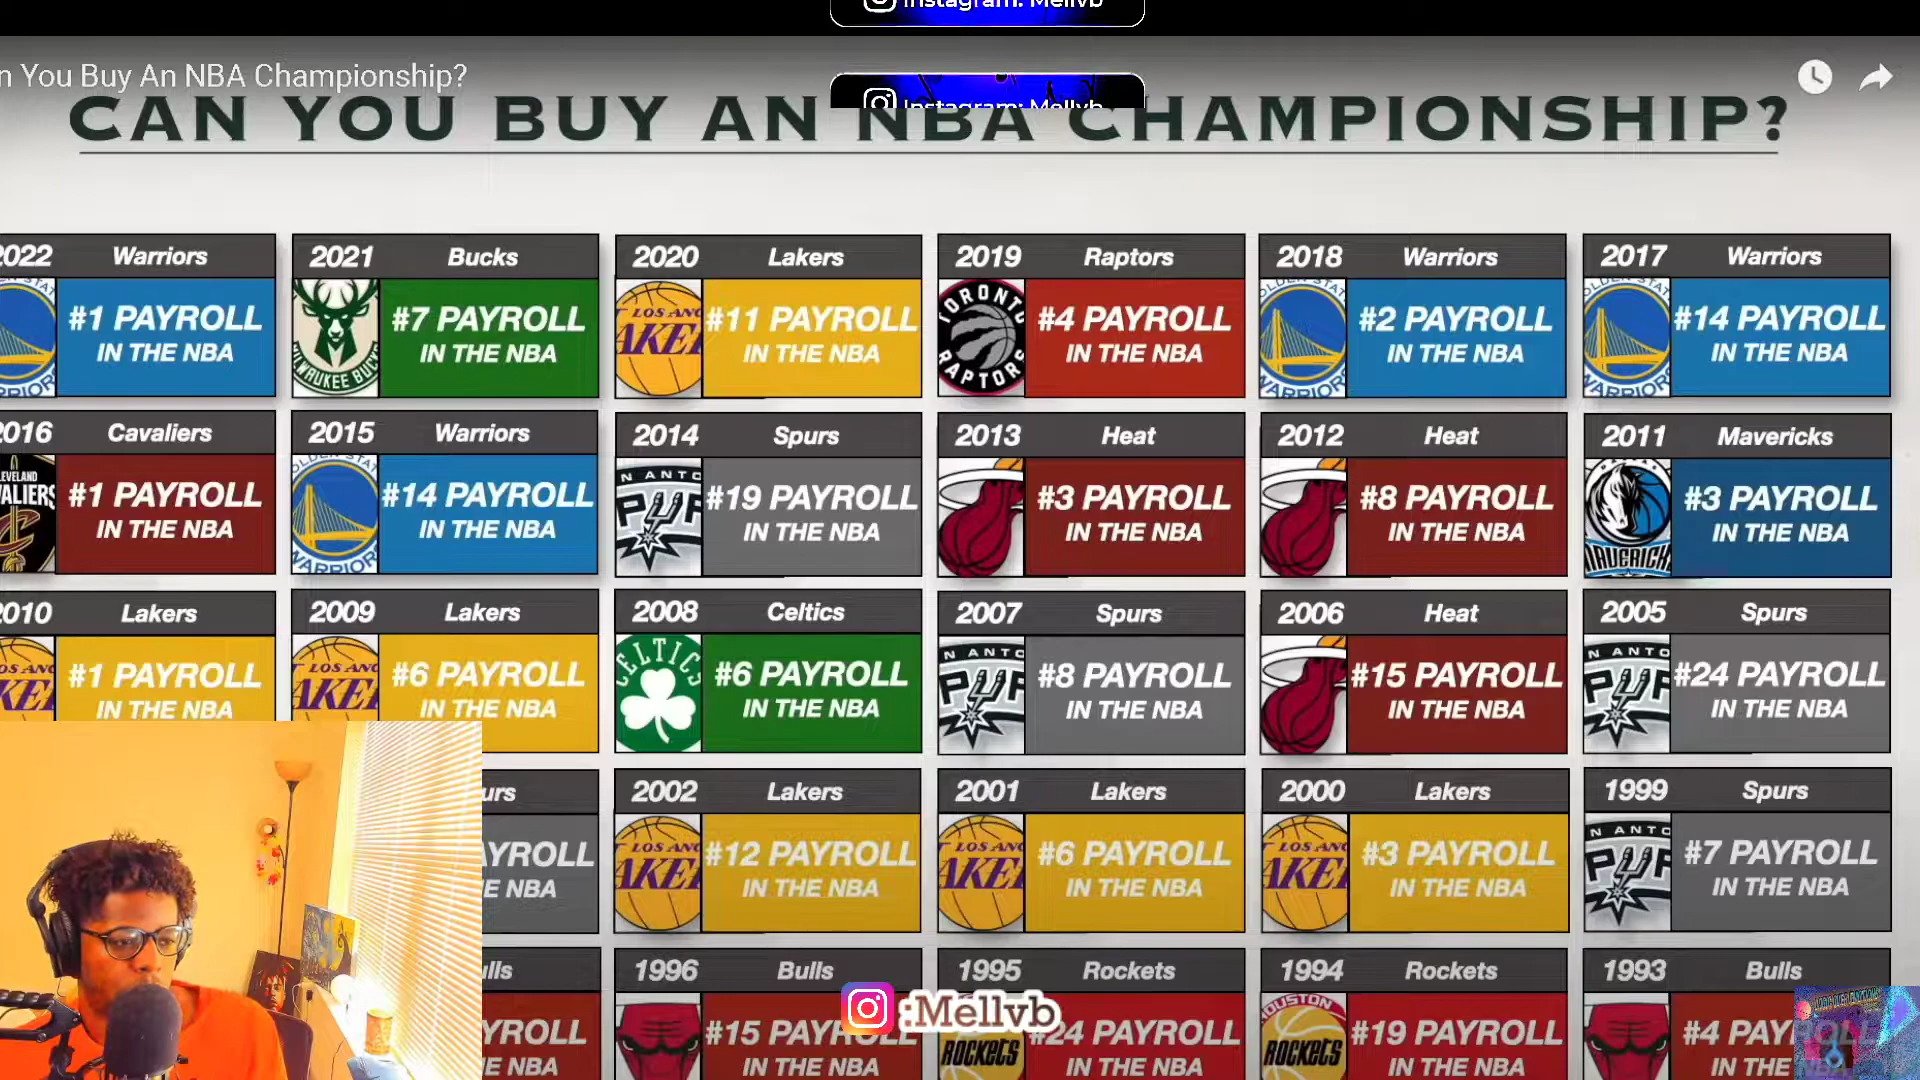 Instagram: Mellvb
n You Buy An NBA Championship?
Instagram: Mellvb
CAN YOU BUY AN NBA CHAMPIONSHIP?
2022 Warriors
#1 PAYROLL
IN THE NBA
2021 Bucks
#7 PAYROLL
IN THE NBA
2020 Lakers
#11 PAYROLL
IN THE NBA
2019 Raptors
#4 PAYROLL
IN THE NBA
2018 Warriors
#2 PAYROLL
IN THE NBA
2017 Warriors
#14 PAYROLL
IN THE NBA
2016 Cavaliers
#1 PAYROLL
IN THE NBA
2015 Warriors
#14 PAYROLL
IN THE NBA
2014 Spurs
#19 PAYROLL
IN THE NBA
2013 Heat
#3 PAYROLL
IN THE NBA
2012 Heat
#8 PAYROLL
IN THE NBA
2011 Mavericks
#3 PAYROLL
IN THE NBA
2010 Lakers
#1 PAYROLL
IN THE NBA
2009 Lakers
#6 PAYROLL
IN THE NBA
2008 Celtics
#6 PAYROLL
IN THE NBA
2007 Spurs
#8 PAYROLL
IN THE NBA
2006 Heat
#15 PAYROLL
IN THE NBA
2005 Spurs
#24 PAYROLL
IN THE NBA
urs
AYROLL
E NBA
2002 Lakers
#12 PAYROLL
IN THE NBA
2001 Lakers
#6 PAYROLL
IN THE NBA
2000 Lakers
#3 PAYROLL
IN THE NBA
1999 Spurs
#7 PAYROLL
IN THE NBA
ulls
YROLL
E NBA
1996 Bulls
#15 PAYROLL
IN THE NBA
1995 Rockets
#24 PAYROLL
IN THE NBA
1994 Rockets
#19 PAYROLL
IN THE NBA
1993 Bulls
#4 PAYROLL
IN THE NBA
:Mellvb